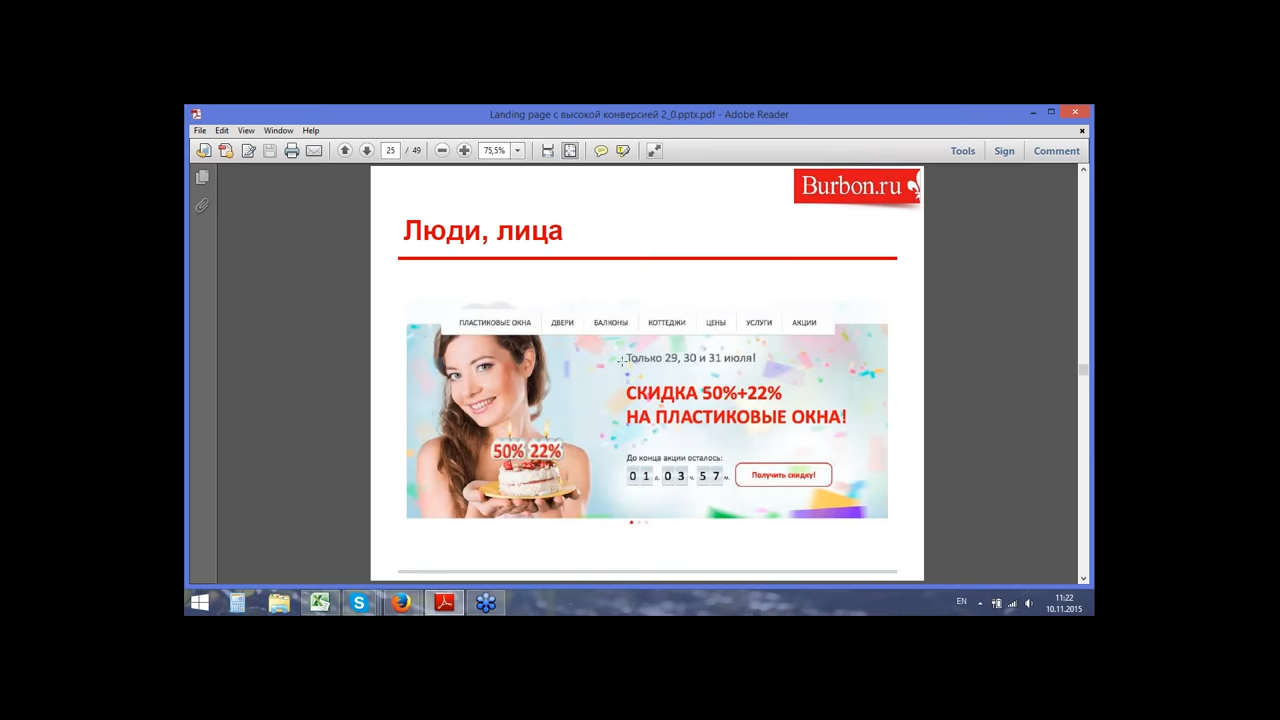 Landing page с высокой конверсией 2_0.pptx.pdf - Adobe Reader
File Edit View Window Help
25 / 49 75,5% Tools Sign Comment
Burbon.ru
Люди, лица
ПЛАСТИКОВЫЕ ОКНА ДВЕРИ БАЛКОНЫ КОТТЕДЖИ ЦЕНЫ УСЛУГИ АКЦИИ
Только 29, 30 и 31 июля!
СКИДКА 50%+22%
НА ПЛАСТИКОВЫЕ ОКНА!
50% 22%
До конца акции осталось:
01 д. 03 ч. 57 м. Получить скидку!
EN 11:22
10.11.2015